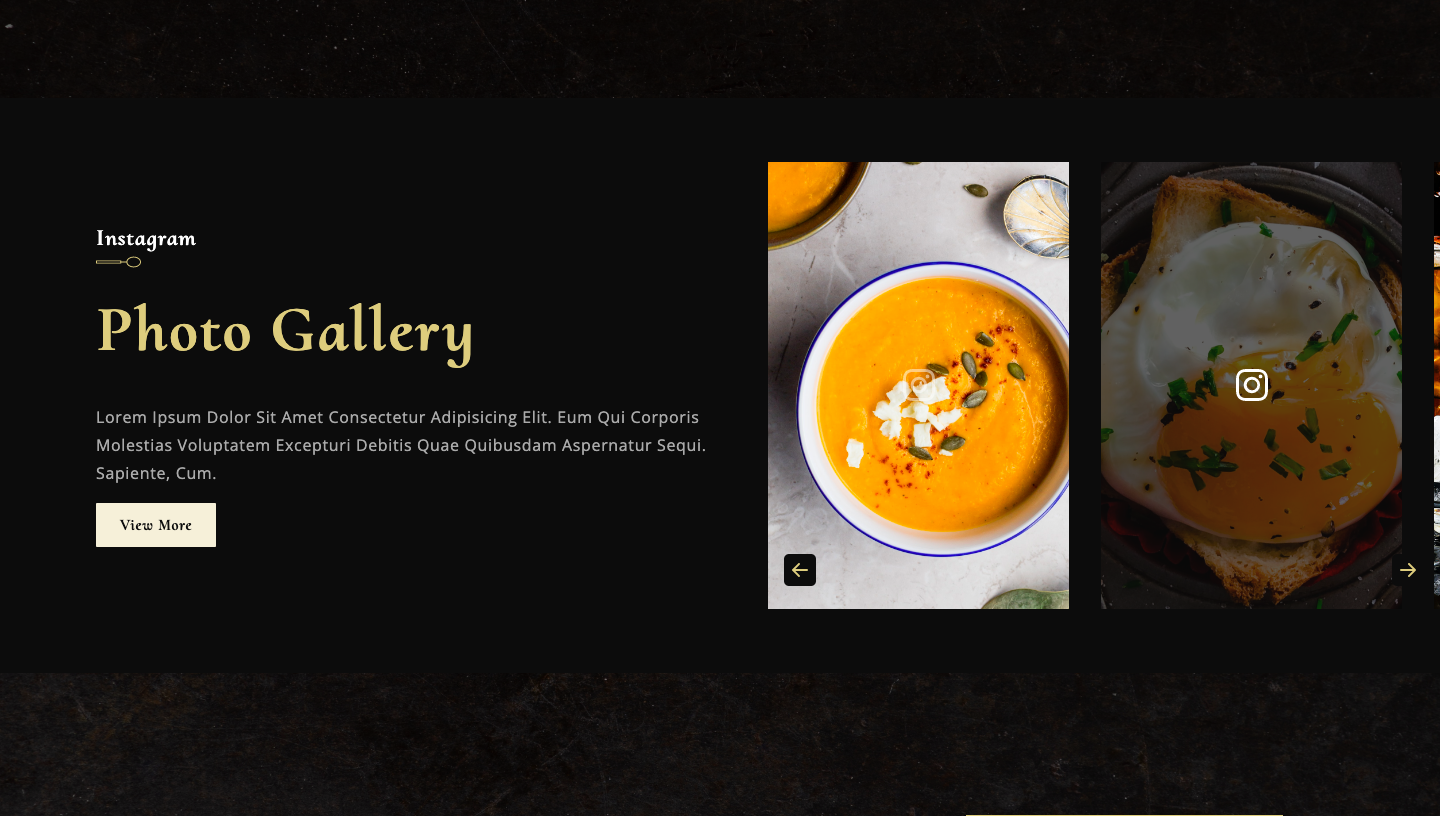 Instagram
Photo Gallery
Lorem Ipsum Dolor Sit Amet Consectetur Adipisicing Elit. Eum Qui Corporis
Molestias Voluptatem Excepturi Debitis Quae Quibusdam Aspernatur Sequi.
Sapiente, Cum.
View More